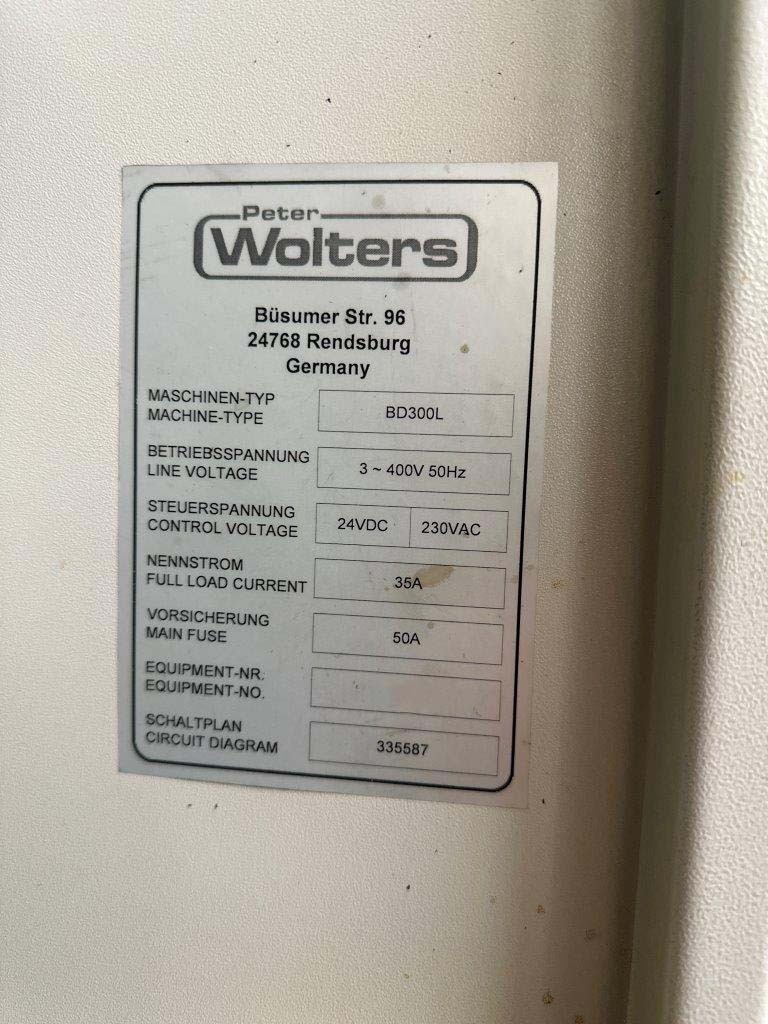 Peter
Wolters
Büsumer Str. 96
24768 Rendsburg
Germany
MASCHINEN-TYP
MACHINE-TYPE
BD300L
BETRIEBSSPANNUNG
LINE VOLTAGE
3 ~ 400V 50Hz
STEUERSPANNUNG
CONTROL VOLTAGE
24VDC 230VAC
NENNSTROM
FULL LOAD CURRENT
35A
VORSICHERUNG
MAIN FUSE
50A
EQUIPMENT-NR.
EQUIPMENT-NO.
SCHALTPLAN
CIRCUIT DIAGRAM
335587